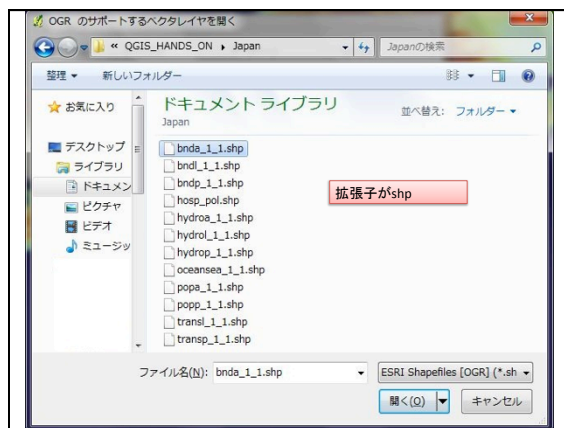 OGR のサポートするベクタレイヤを開く
« QGIS_HANDS_ON ▸ Japan
Japanの検索
整理 ▼ 新しいフォルダー
お気に入り
デスクトップ
ライブラリ
ドキュメン
ピクチャ
ビデオ
ミュージッ
ドキュメント ライブラリ
Japan
並べ替え: フォルダー ▼
bnda_1_1.shp
bndl_1_1.shp
bndp_1_1.shp
hosp_pol.shp
hydroa_1_1.shp
hydrol_1_1.shp
hydrop_1_1.shp
oceansea_1_1.shp
popa_1_1.shp
popp_1_1.shp
transl_1_1.shp
transp_1_1.shp
拡張子がshp
ファイル名(N): bnda_1_1.shp
ESRI Shapefiles [OGR] (*.sh
開く(O)
キャンセル